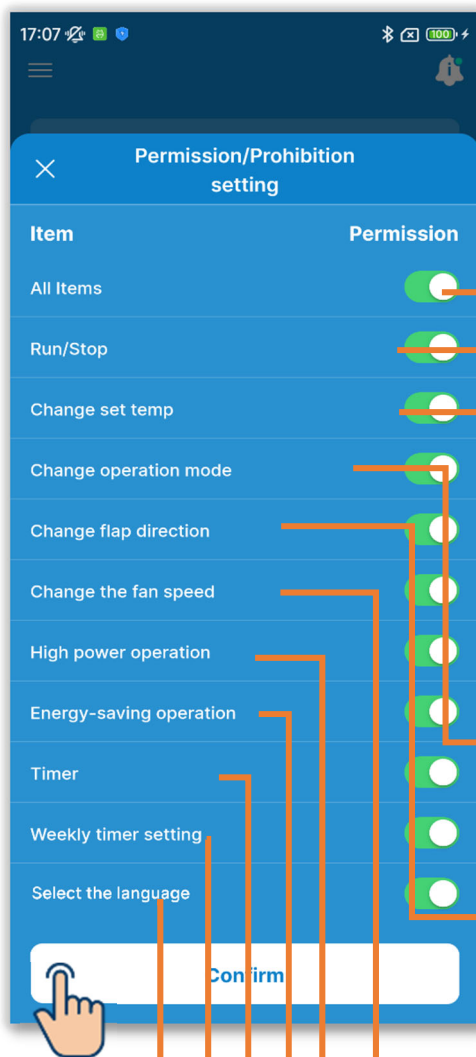 17:07
100
Permission/Prohibition
setting
Item Permission
All Items
Run/Stop
Change set temp
Change operation mode
Change flap direction
Change the fan speed
High power operation
Energy-saving operation
Timer
Weekly timer setting
Select the language
Confirm